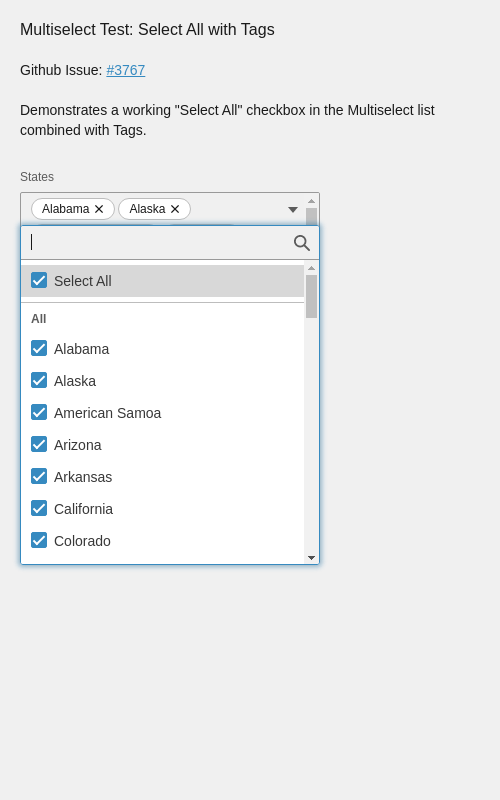 Multiselect Test: Select All with Tags
Github Issue: #3767
Demonstrates a working "Select All" checkbox in the Multiselect list
combined with Tags.
States
Alabama Alaska
Select All
All
Alabama
Alaska
American Samoa
Arizona
Arkansas
California
Colorado